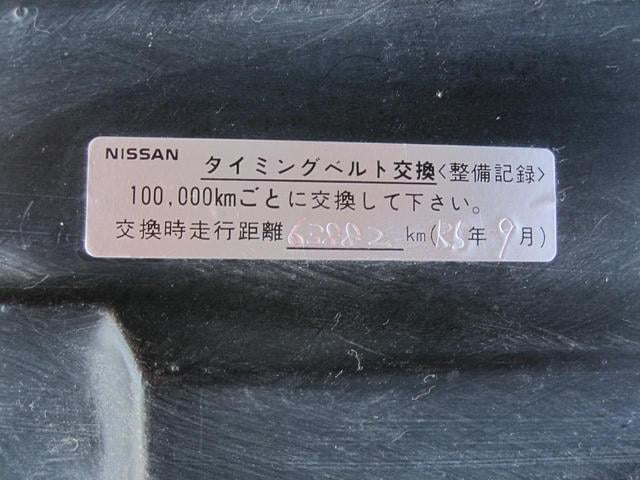 NISSAN タイミングベルト交換〈整備記録〉
100,000kmごとに交換して下さい。
交換時走行距離 km(R5年 9月)